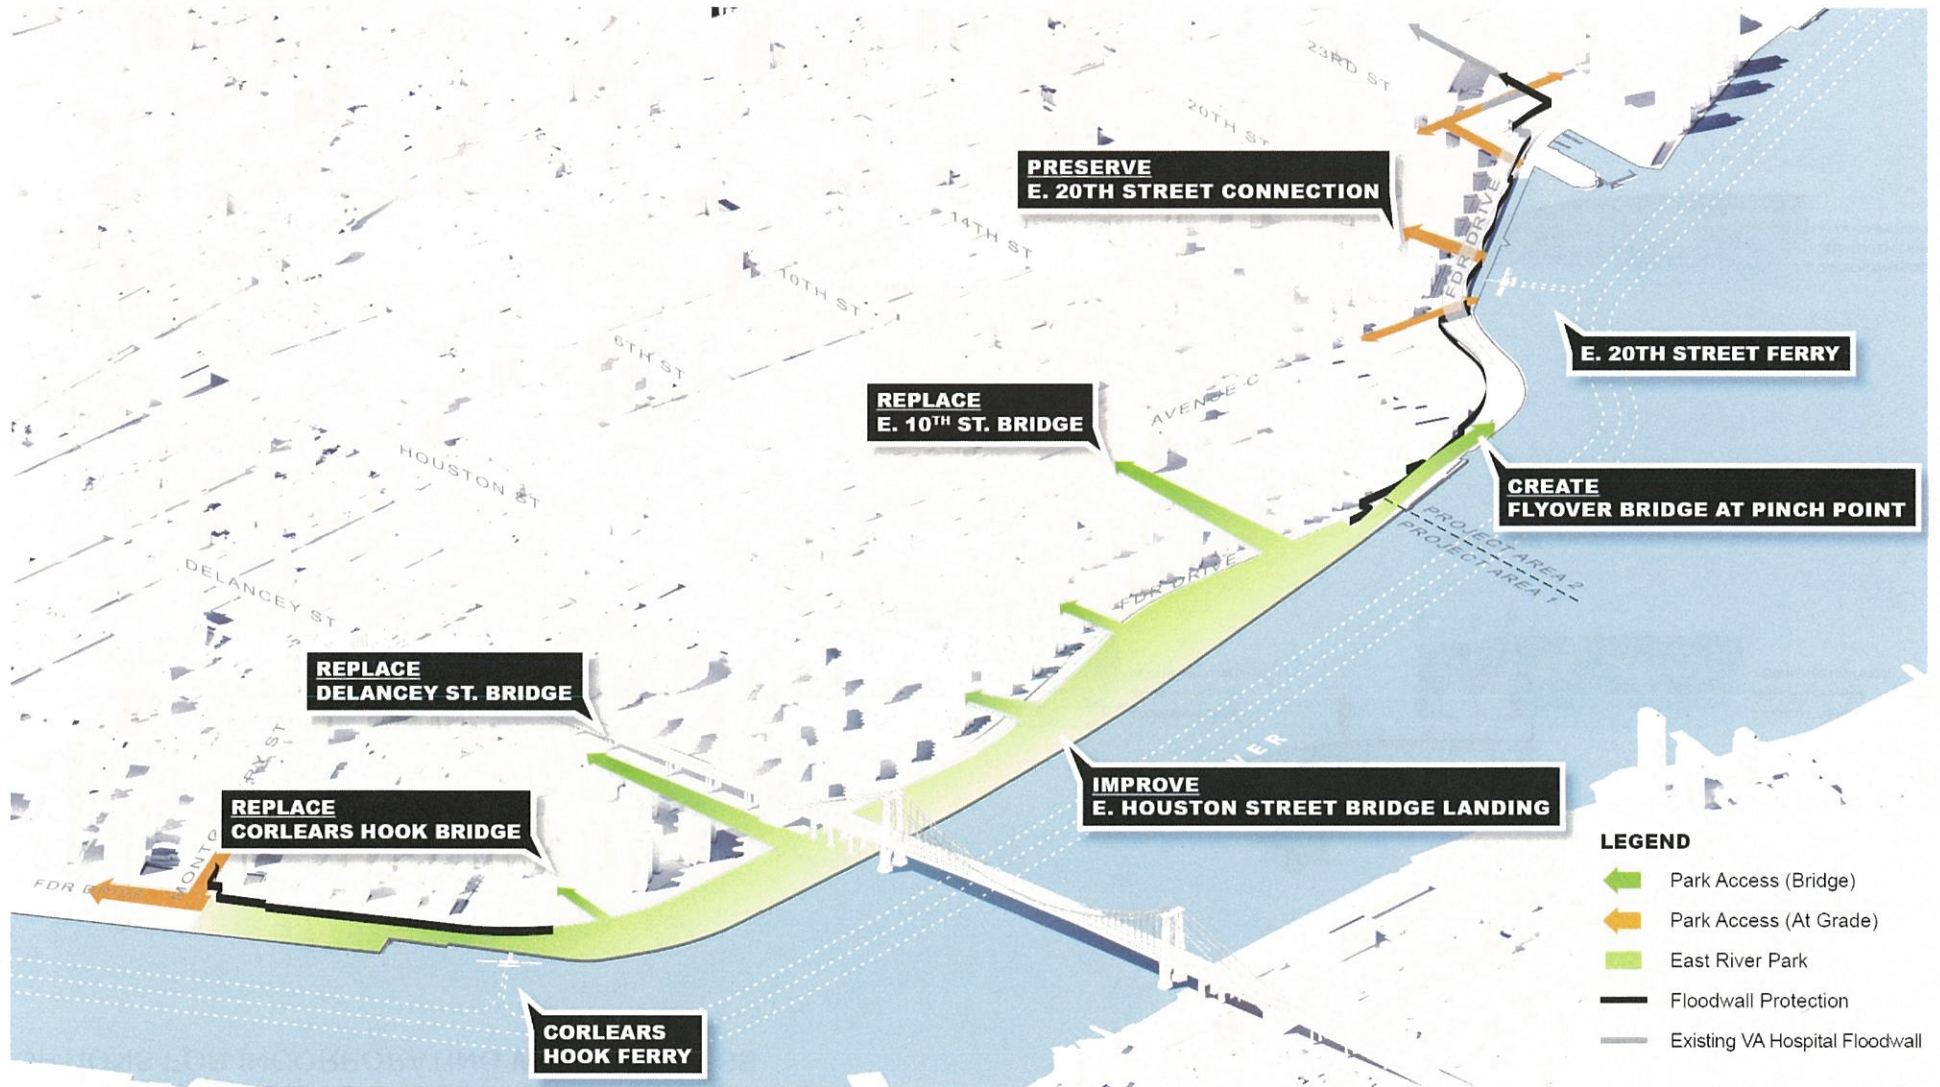 23RD ST
20TH ST
PRESERVE
E. 20TH STREET CONNECTION
FDR DRIVE
14TH ST
10TH ST
FDR DRIVE
6TH ST
E. 20TH STREET FERRY
REPLACE
E. 10TH ST. BRIDGE
AVENUE C
HOUSTON ST
CREATE
FLYOVER BRIDGE AT PINCH POINT
PROJECT AREA 2
PROJECT AREA 1
DELANCEY ST
FDR DRIVE
REPLACE
DELANCEY ST. BRIDGE
IMPROVE
E. HOUSTON STREET BRIDGE LANDING
REPLACE
CORLEARS HOOK BRIDGE
FDR
CORLEARS
HOOK FERRY
LEGEND
Park Access (Bridge)
Park Access (At Grade)
East River Park
Floodwall Protection
Existing VA Hospital Floodwall